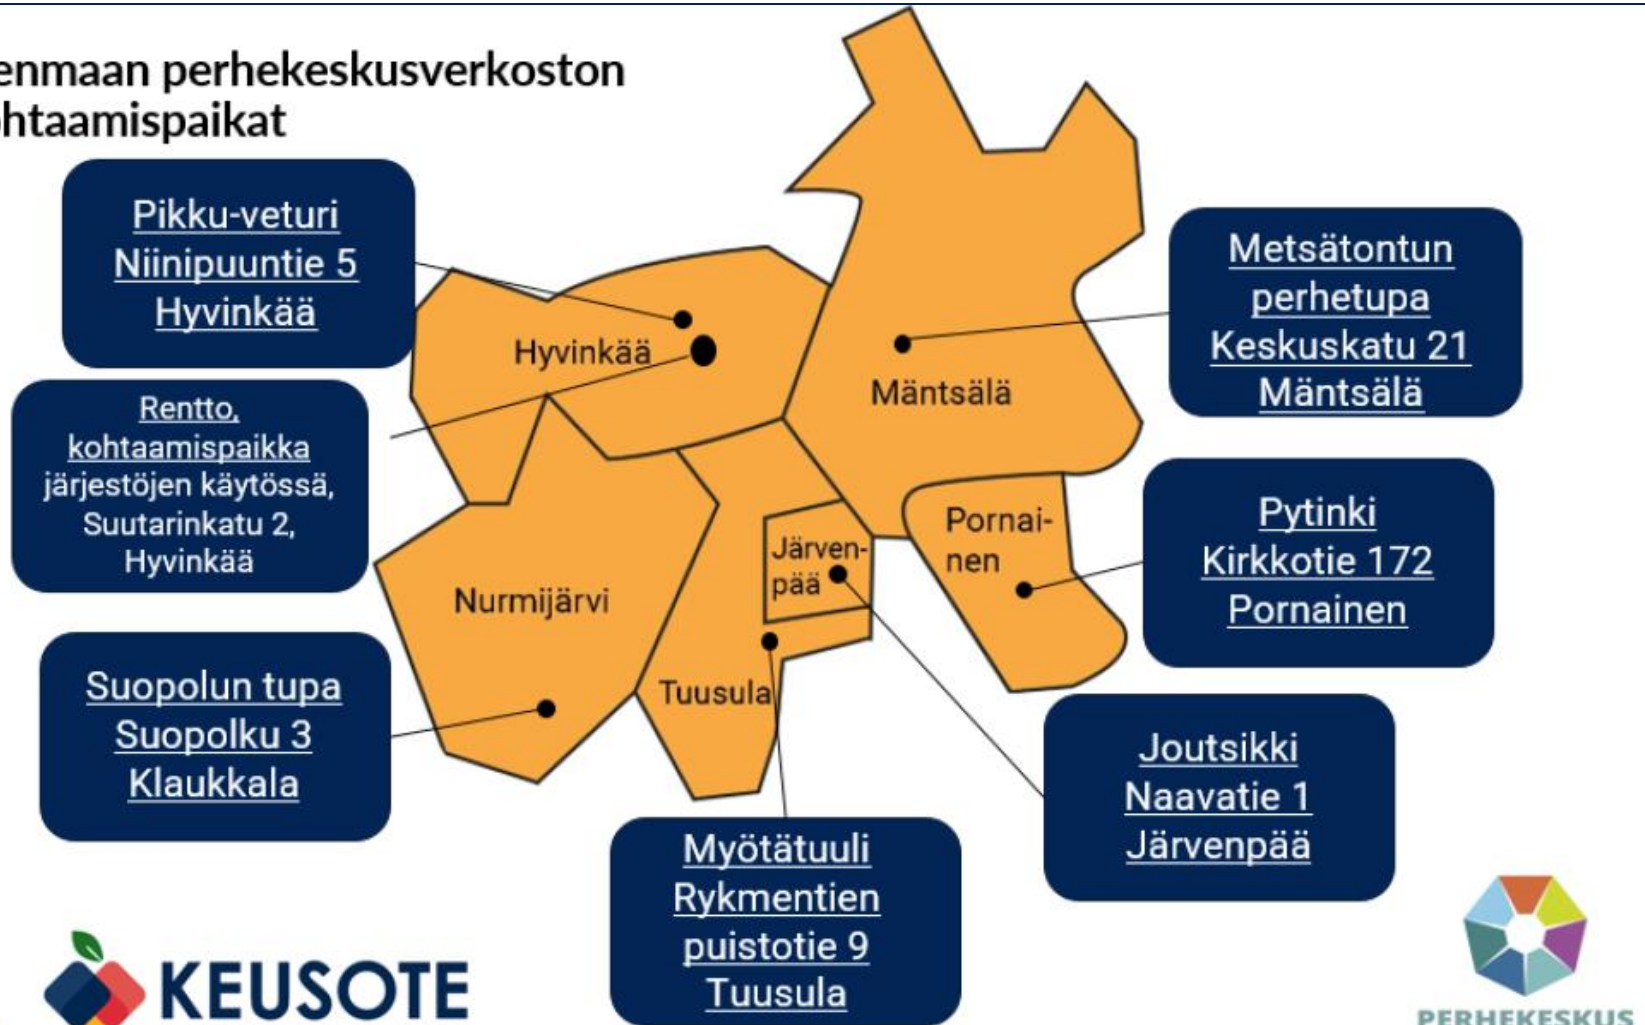 enmaan perhekeskusverkoston
htaamispaikat
Pikku-veturi
Niinipuuntie 5
Hyvinkää
Rentto,
kohtaamispaikka
järjestöjen käytössä,
Suutarinkatu 2,
Hyvinkää
Suopolun tupa
Suopolku 3
Klaukkala
Hyvinkää
Mäntsälä
Nurmijärvi
Tuusula
Järven-
pää
Pornai-
nen
Metsätontun
perhetupa
Keskuskatu 21
Mäntsälä
Pytinki
Kirkkotie 172
Pornainen
Joutsikki
Naavatie 1
Järvenpää
Myötätuuli
Rykmentien
puistotie 9
Tuusula
KEUSOTE
PERHEKESKUS